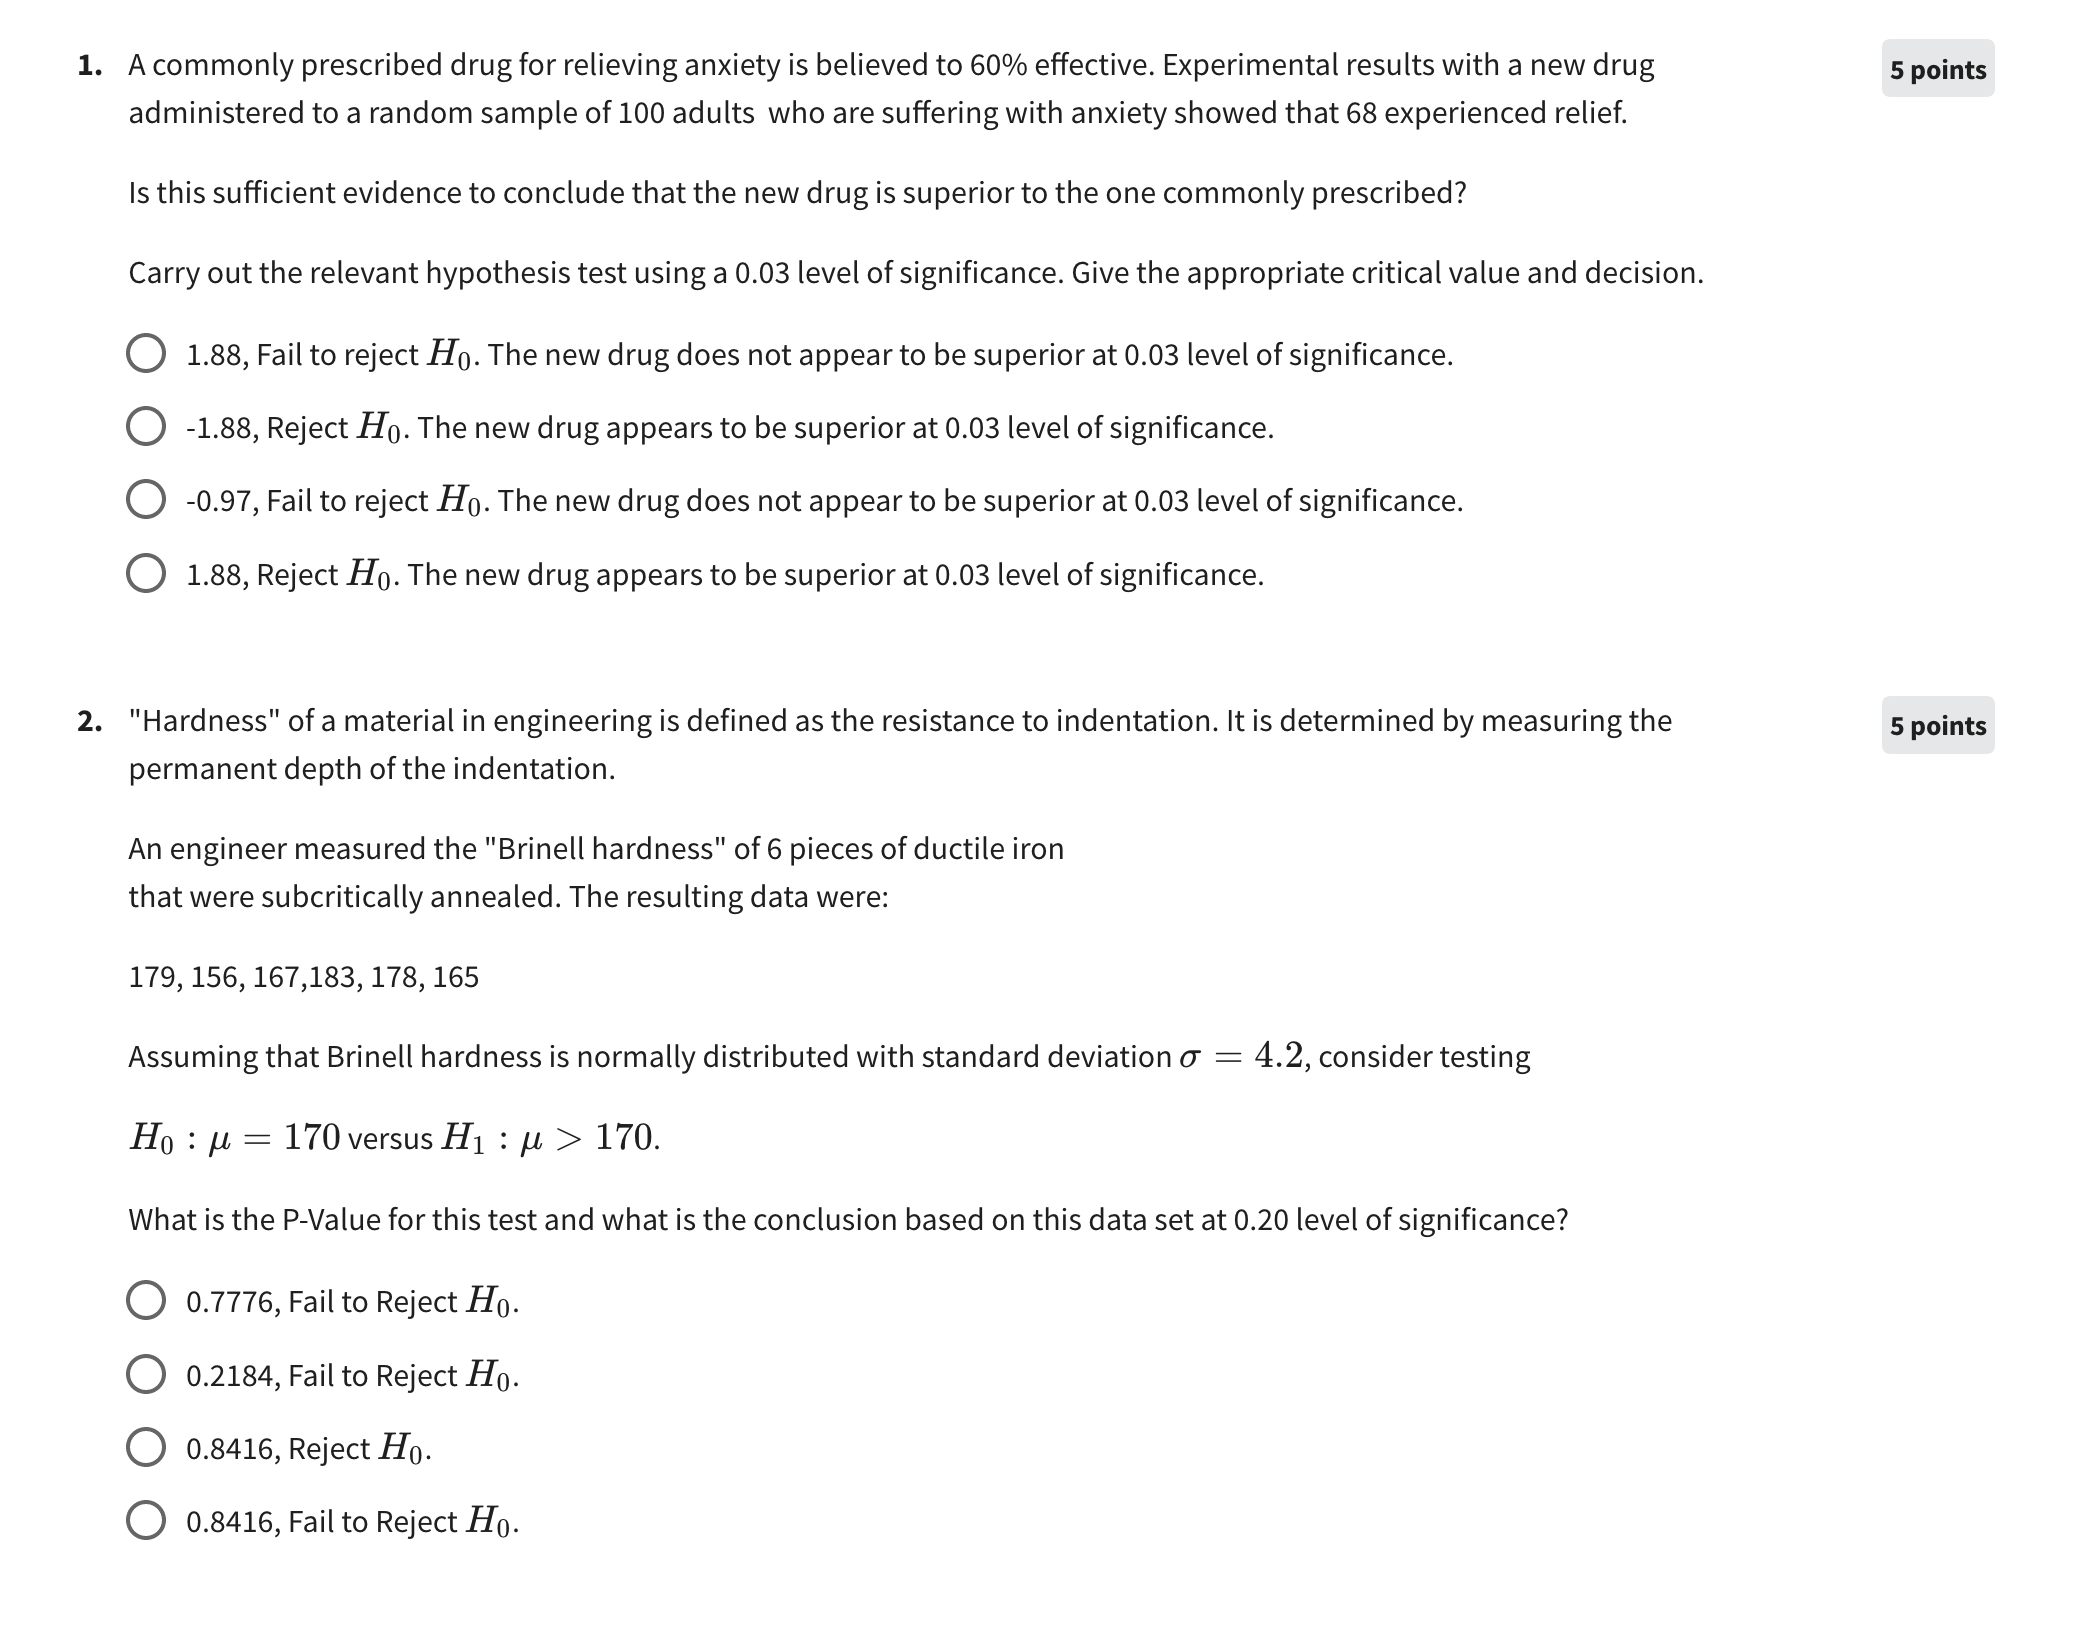 1. A commonly prescribed drug for relieving anxiety is believed to 60% effective. Experimental results with a new drug
5 points
administered to a random sample of 100 adults  who are suffering with anxiety showed that 68 experienced relief.
Is this sufficient evidence to conclude that the new drug is superior to the one commonly prescribed?
Carry out the relevant hypothesis test using a 0.03 level of significance. Give the appropriate critical value and decision.
1.88, Fail to reject H₀. The new drug does not appear to be superior at 0.03 level of significance.
-1.88, Reject H₀. The new drug appears to be superior at 0.03 level of significance.
-0.97, Fail to reject H₀. The new drug does not appear to be superior at 0.03 level of significance.
1.88, Reject H₀. The new drug appears to be superior at 0.03 level of significance.
2. "Hardness" of a material in engineering is defined as the resistance to indentation. It is determined by measuring the
5 points
permanent depth of the indentation.
An engineer measured the "Brinell hardness" of 6 pieces of ductile iron
that were subcritically annealed. The resulting data were:
179, 156, 167,183, 178, 165
Assuming that Brinell hardness is normally distributed with standard deviation σ = 4.2, consider testing
H₀ : μ = 170 versus H₁ : μ > 170.
What is the P-Value for this test and what is the conclusion based on this data set at 0.20 level of significance?
0.7776, Fail to Reject H₀.
0.2184, Fail to Reject H₀.
0.8416, Reject H₀.
0.8416, Fail to Reject H₀.